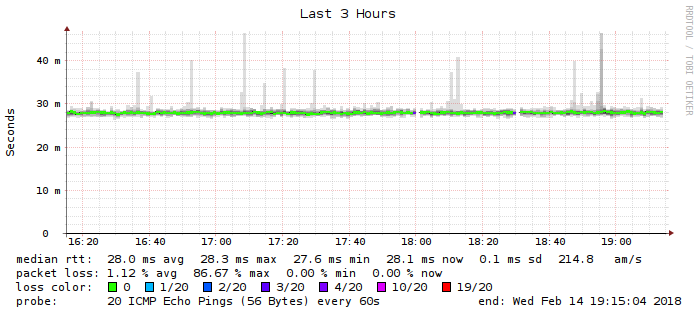 Last 3 Hours
RRDTOOL / TOBI OETIKER
Seconds
40 m
30 m
20 m
10 m
0
16:20 16:40 17:00 17:20 17:40 18:00 18:20 18:40 19:00
median rtt: 28.0 ms avg 28.3 ms max 27.6 ms min 28.1 ms now 0.1 ms sd 214.8 am/s
packet loss: 1.12 % avg 86.67 % max 0.00 % min 0.00 % now
loss color: 0 1/20 2/20 3/20 4/20 10/20 19/20
probe: 20 ICMP Echo Pings (56 Bytes) every 60s end: Wed Feb 14 19:15:04 2018